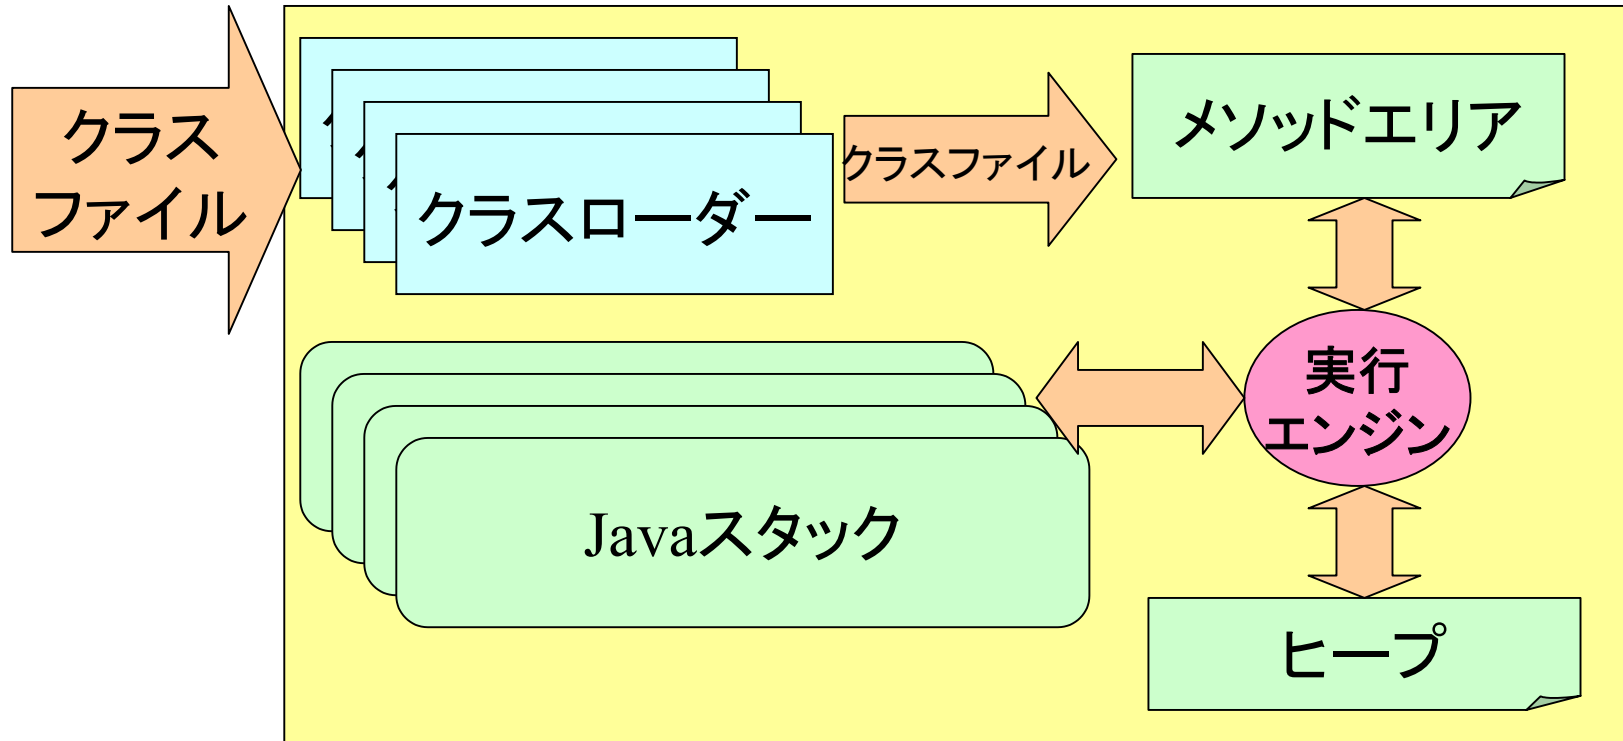 クラス
ファイル
クラスローダー
クラスファイル
メソッドエリア
実行
エンジン
Javaスタック
ヒープ